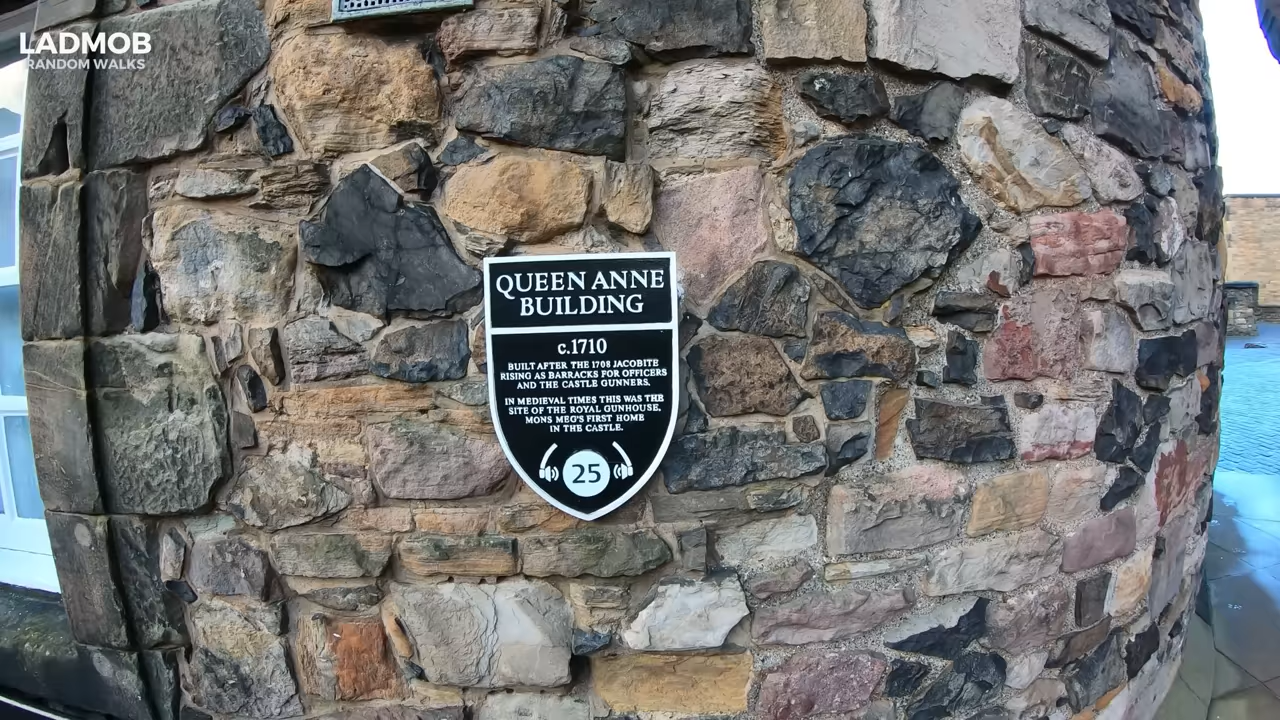 LADMOB
RANDOM WALKS
QUEEN ANNE
BUILDING
c.1710
BUILT AFTER THE 1708 JACOBITE
RISING AS BARRACKS FOR OFFICERS
AND THE CASTLE GUNNERS.
IN MEDIEVAL TIMES THIS WAS THE
SITE OF THE ROYAL GUNHOUSE,
MONS MEG'S FIRST HOME
IN THE CASTLE.
25